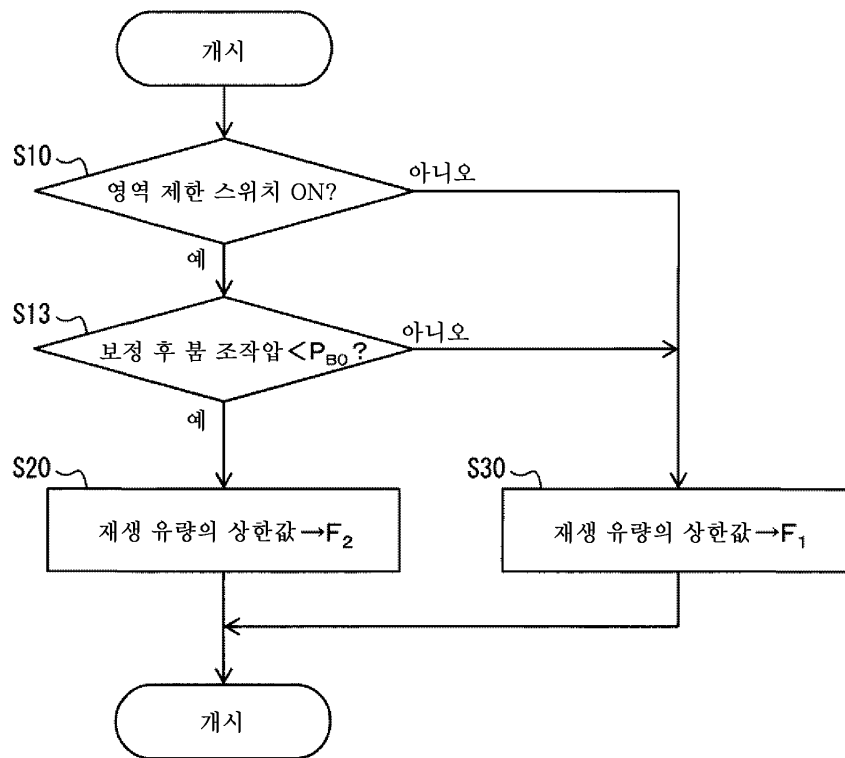 개시
S10
영역 제한 스위치 ON?
아니오
예
S13
보정 후 붐 조작압<P_B0?
아니오
예
S20
재생 유량의 상한값→F₂
S30
재생 유량의 상한값→F₁
개시